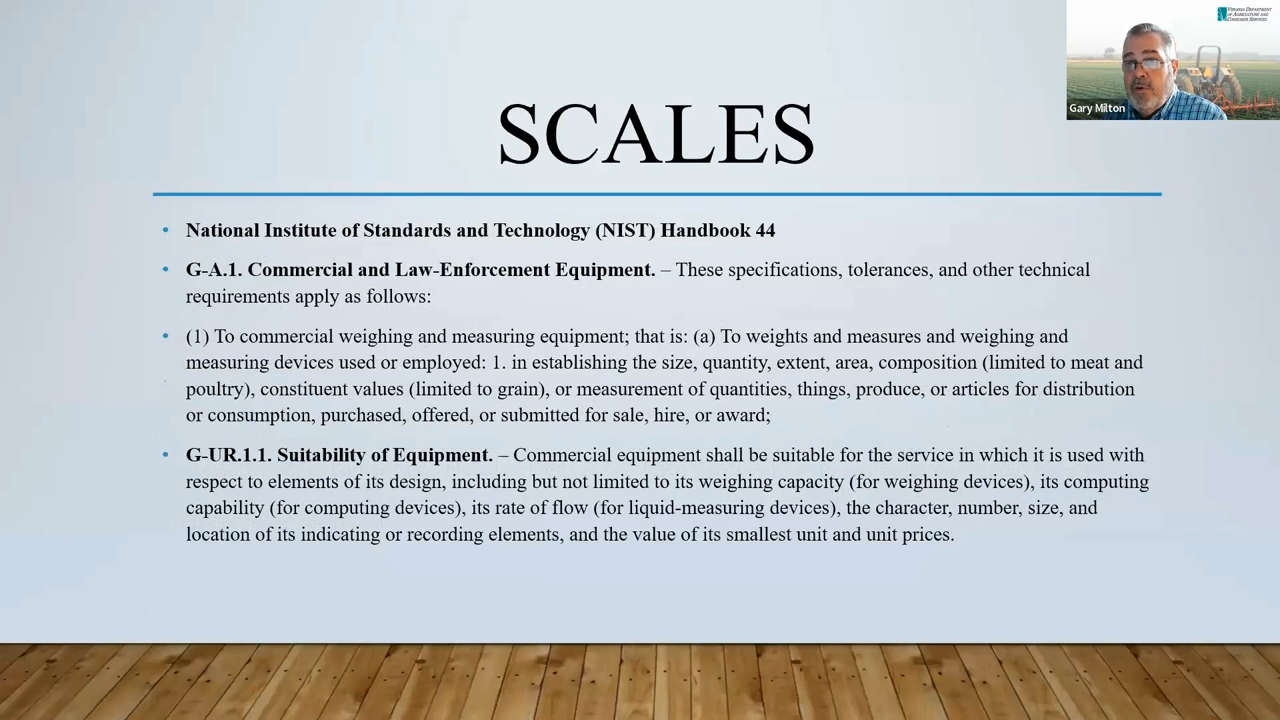 VIRGINIA DEPARTMENT
OF AGRICULTURE AND
CONSUMER SERVICES
Gary Milton
SCALES
• National Institute of Standards and Technology (NIST) Handbook 44
• G-A.1. Commercial and Law-Enforcement Equipment. – These specifications, tolerances, and other technical
requirements apply as follows:
• (1) To commercial weighing and measuring equipment; that is: (a) To weights and measures and weighing and
measuring devices used or employed: 1. in establishing the size, quantity, extent, area, composition (limited to meat and
poultry), constituent values (limited to grain), or measurement of quantities, things, produce, or articles for distribution
or consumption, purchased, offered, or submitted for sale, hire, or award;
• G-UR.1.1. Suitability of Equipment. – Commercial equipment shall be suitable for the service in which it is used with
respect to elements of its design, including but not limited to its weighing capacity (for weighing devices), its computing
capability (for computing devices), its rate of flow (for liquid-measuring devices), the character, number, size, and
location of its indicating or recording elements, and the value of its smallest unit and unit prices.